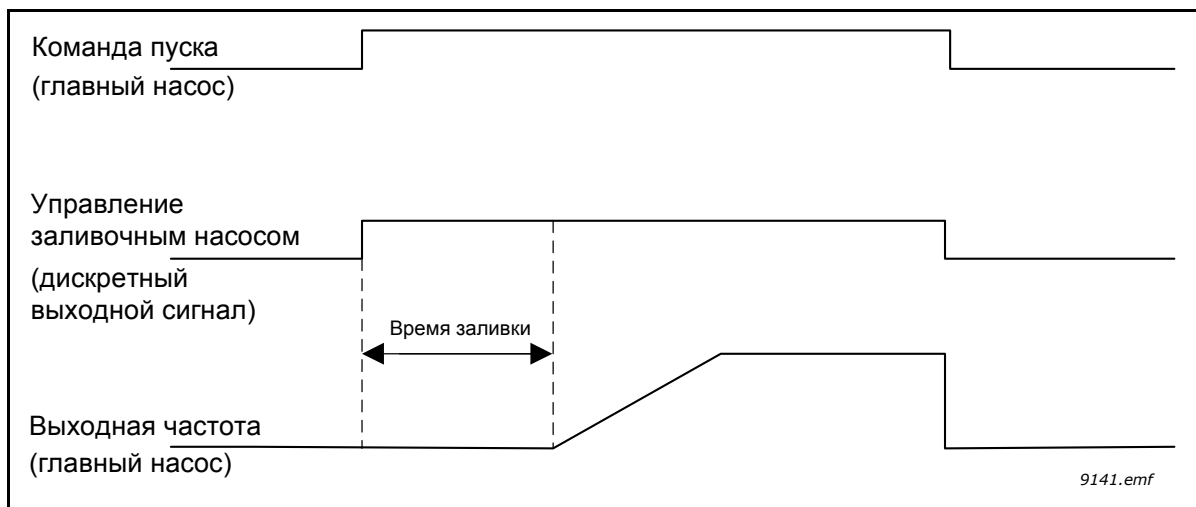 Команда пуска
(главный насос)
Управление
заливочным насосом
(дискретный
выходной сигнал)
Время заливки
Выходная частота
(главный насос)
9141.emf